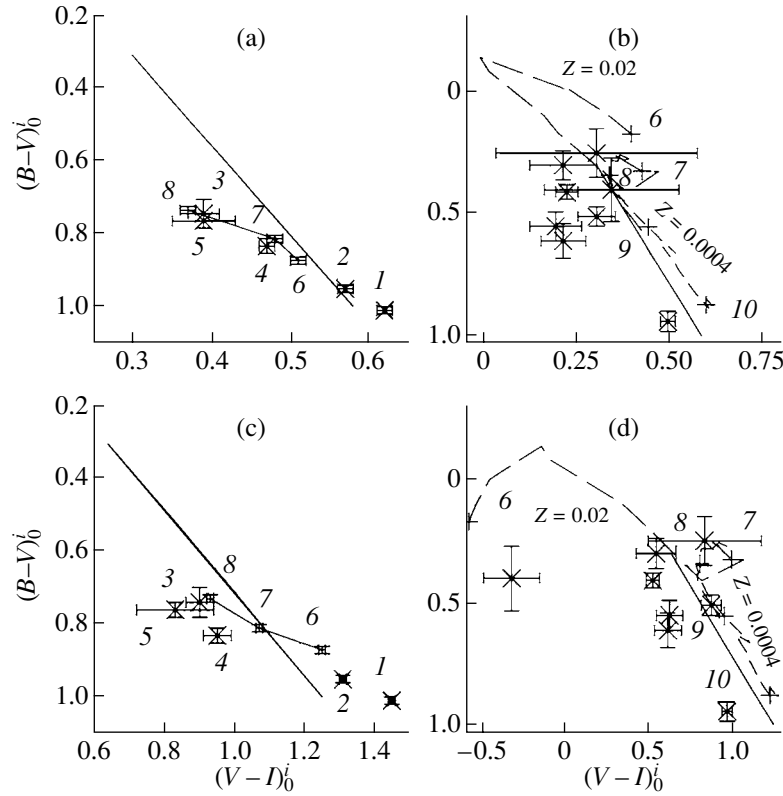 (a) (b)
0.2 0.4 0.6 0.8 1.0
(B–V)₀ⁱ
8 3 5 7 4 6 2 1
0.3 0.4 0.5 0.6
0 0.5 1.0
Z = 0.02
6 7 8 9 10
Z = 0.0004
0 0.25 0.50 0.75
(c) (d)
0.2 0.4 0.6 0.8 1.0
(B–V)₀ⁱ
8 3 7 6 5 4 1 2
0.6 0.8 1.0 1.2 1.4
(V – I)₀ⁱ
0 0.5 1.0
6 Z = 0.02 8 7
Z = 0.0004
9 10
–0.5 0 0.5 1.0
(V – I)₀ⁱ